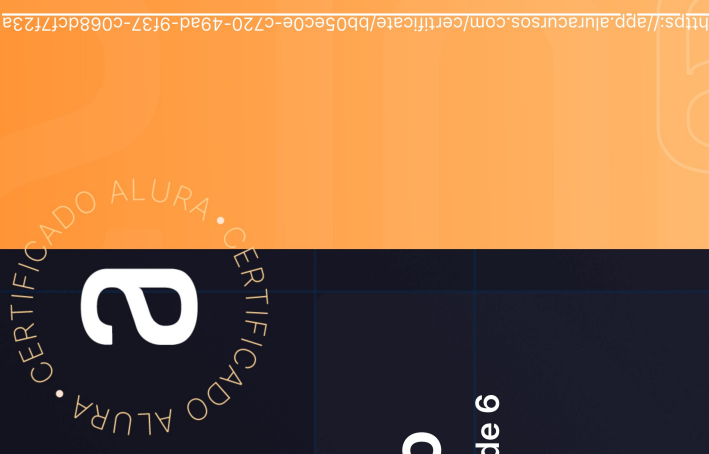 https://app.aluracursos.com/certificate/bb05ec0e-c720-49ad-9f37-c068dcf7f23a
CERTIFICADO ALURA • CERTIFICADO ALURA •
a
o
de 6